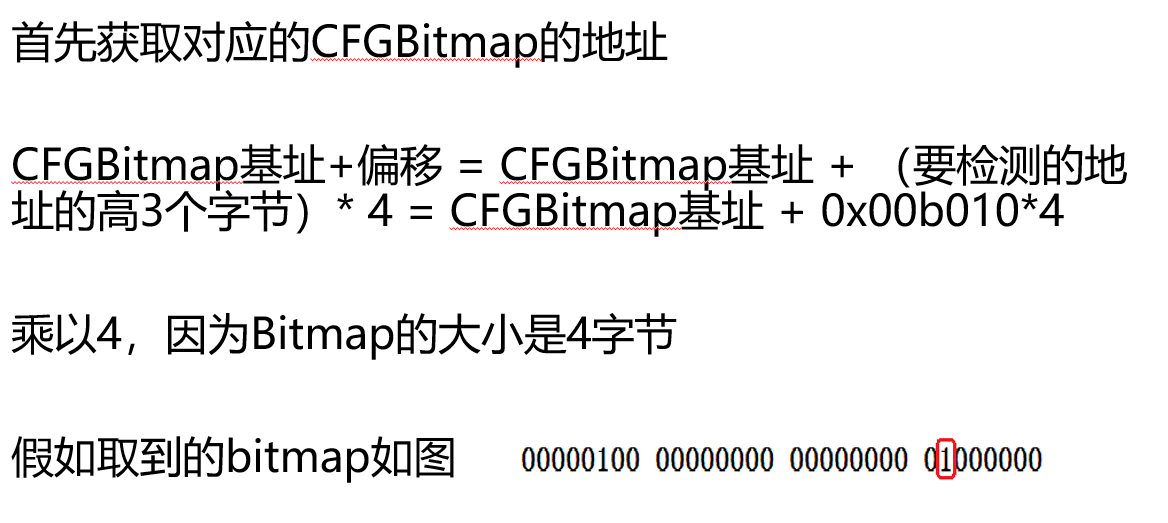 首先获取对应的CFGBitmap的地址
CFGBitmap基址+偏移 = CFGBitmap基址 + （要检测的地
址的高3个字节）* 4 = CFGBitmap基址 + 0x00b010*4
乘以4，因为Bitmap的大小是4字节
假如取到的bitmap如图 00000100 00000000 00000000 01000000